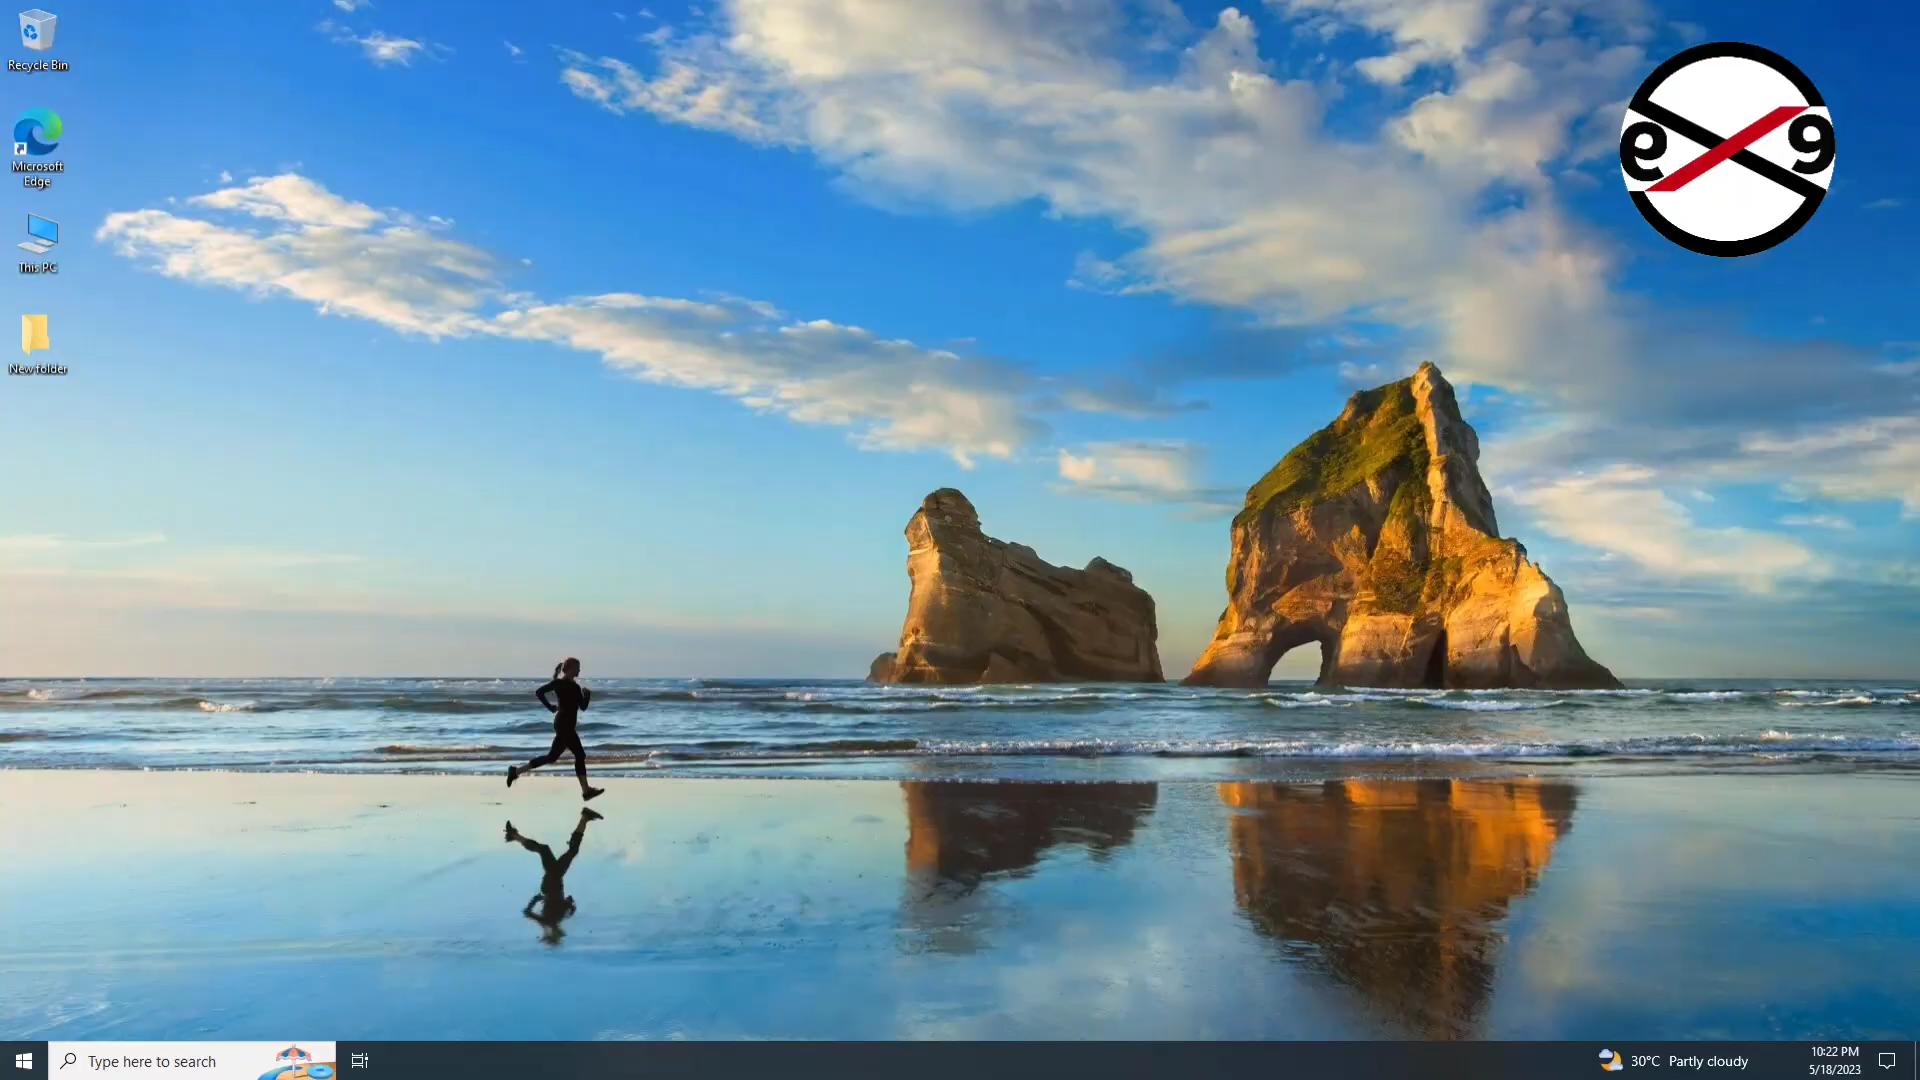 Recycle Bin
Microsoft
Edge
This PC
New folder
e 9
Type here to search
30°C Partly cloudy
10:22 PM
5/18/2023